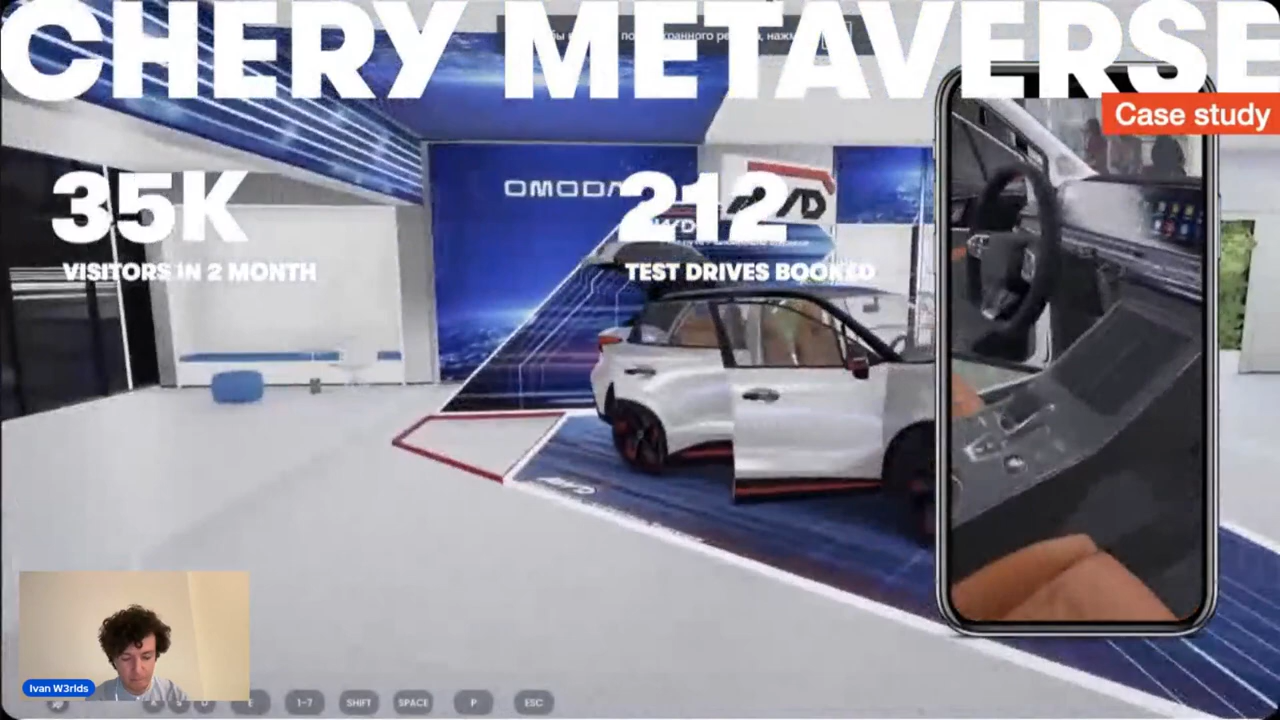 CHERY METAVERSE
Case study
35K
VISITORS IN 2 MONTH
OMODA
212
TEST DRIVES BOOKED
Ivan W3rlds
E
1-7
SHIFT
SPACE
P
ESC